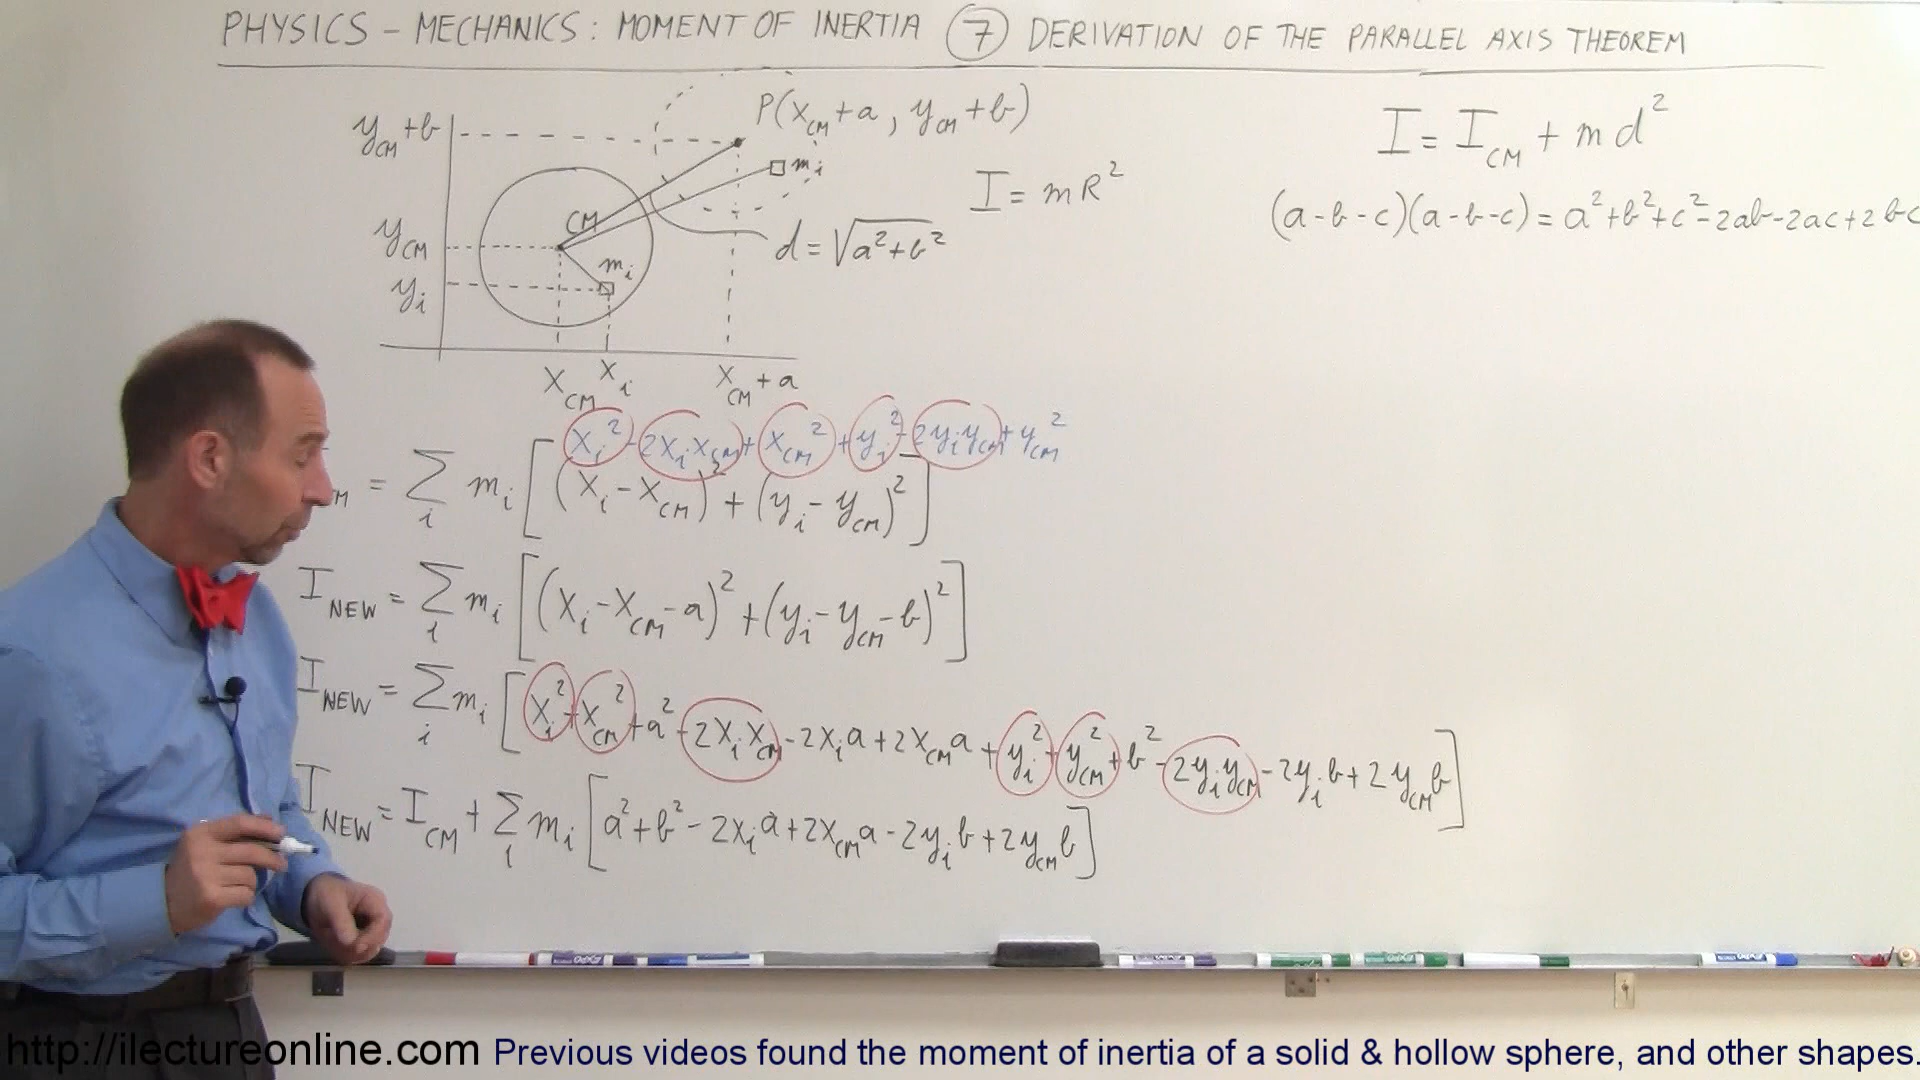 PHYSICS - MECHANICS: MOMENT OF INERTIA (7) DERIVATION OF THE PARALLEL AXIS THEOREM
P(x_CM + a, y_CM + b)
y_CM + b
m_i
I = I_CM + md²
I = mR²
(a-b-c)(a-b-c) = a²+b²+c²-2ab-2ac+2bc
CM
y_CM
d = √(a²+b²)
m_i
y_i
x_CM x_i x_CM + a
x_i² - 2x_i x_CM + x_CM² + y_i² - 2y_i y_CM + y_CM²
M = Σ_i m_i [(x_i - x_CM)² + (y_i - y_CM)²]
I_NEW = Σ_i m_i [(x_i - x_CM - a)² + (y_i - y_CM - b)²]
I_NEW = Σ_i m_i [x_i² + x_CM² + a² - 2x_i x_CM - 2x_i a + 2x_CM a + y_i² + y_CM² + b² - 2y_i y_CM - 2y_i b + 2y_CM b]
I_NEW = I_CM + Σ_i m_i [a² + b² - 2x_i a + 2x_CM a - 2y_i b + 2y_CM b]
http://ilectureonline.com Previous videos found the moment of inertia of a solid & hollow sphere, and other shapes.